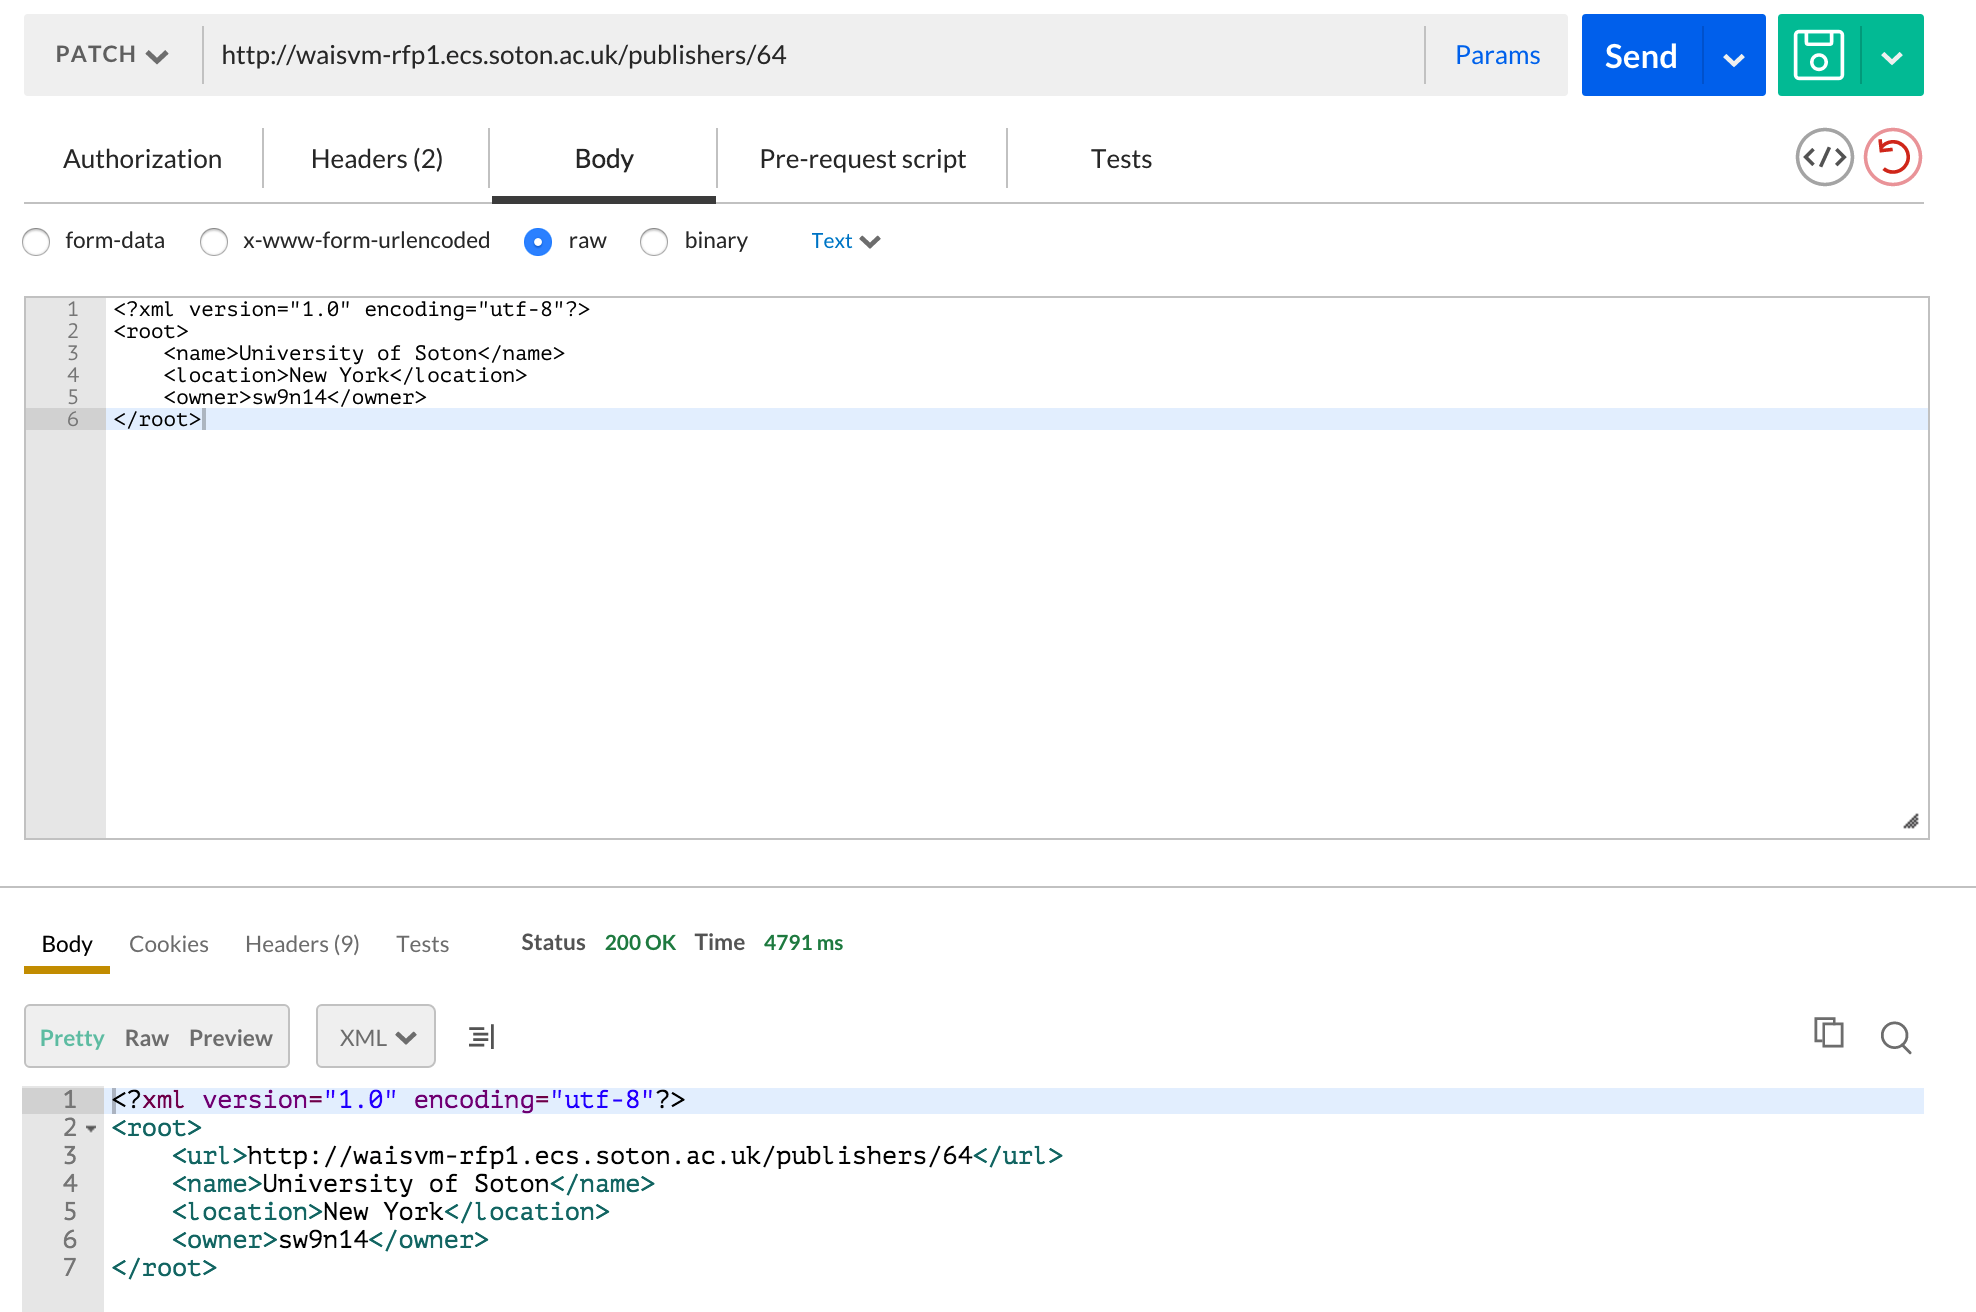 PATCH http://waisvm-rfp1.ecs.soton.ac.uk/publishers/64 Params Send
Authorization Headers (2) Body Pre-request script Tests </>
form-data x-www-form-urlencoded raw binary Text
1 <?xml version="1.0" encoding="utf-8"?>
2 <root>
3 <name>University of Soton</name>
4 <location>New York</location>
5 <owner>sw9n14</owner>
6 </root>
Body Cookies Headers (9) Tests Status 200 OK Time 4791 ms
Pretty Raw Preview XML
1 <?xml version="1.0" encoding="utf-8"?>
2 <root>
3 <url>http://waisvm-rfp1.ecs.soton.ac.uk/publishers/64</url>
4 <name>University of Soton</name>
5 <location>New York</location>
6 <owner>sw9n14</owner>
7 </root>